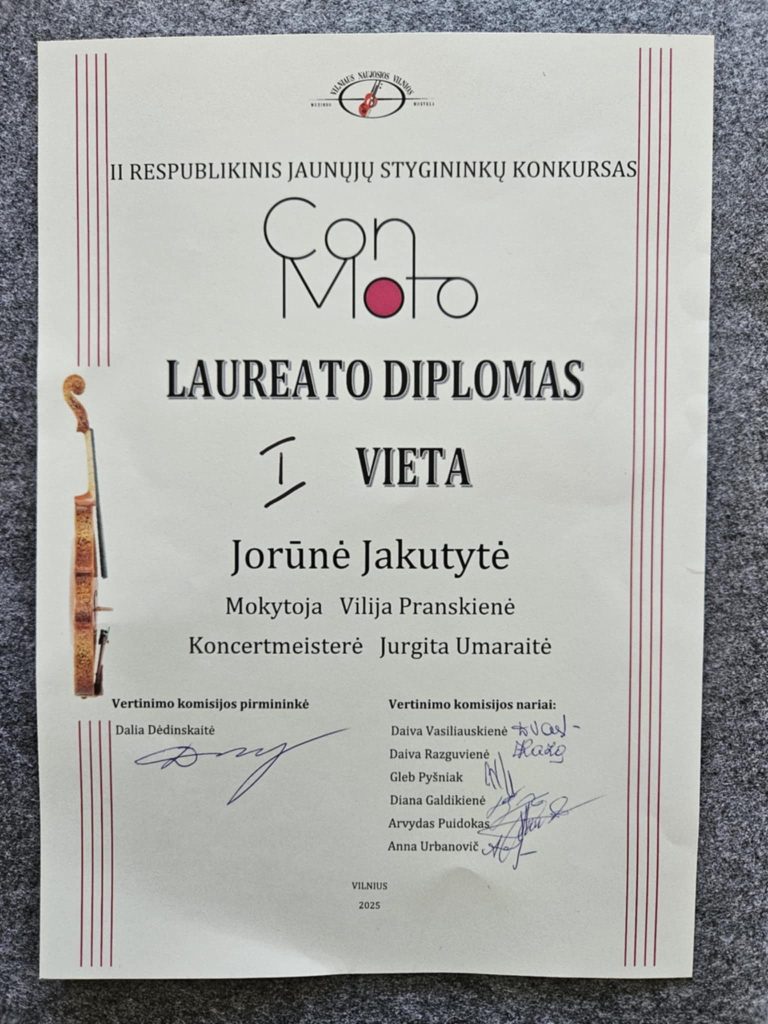 VILNIAUS NAUJOSIOS VILNIOS
MUZIKOS MOKYKLA
II RESPUBLIKINIS JAUNŲJŲ STYGININKŲ KONKURSAS
Con
Moto
LAUREATO DIPLOMAS
I VIETA
Jorūnė Jakutytė
Mokytoja Vilija Pranskienė
Koncertmeisterė Jurgita Umaraitė
Vertinimo komisijos pirmininkė
Dalia Dėdinskaitė
Vertinimo komisijos nariai:
Daiva Vasiliauskienė
Daiva Razguvienė
Gleb Pyšniak
Diana Galdikienė
Arvydas Puidokas
Anna Urbanovič
VILNIUS
2025